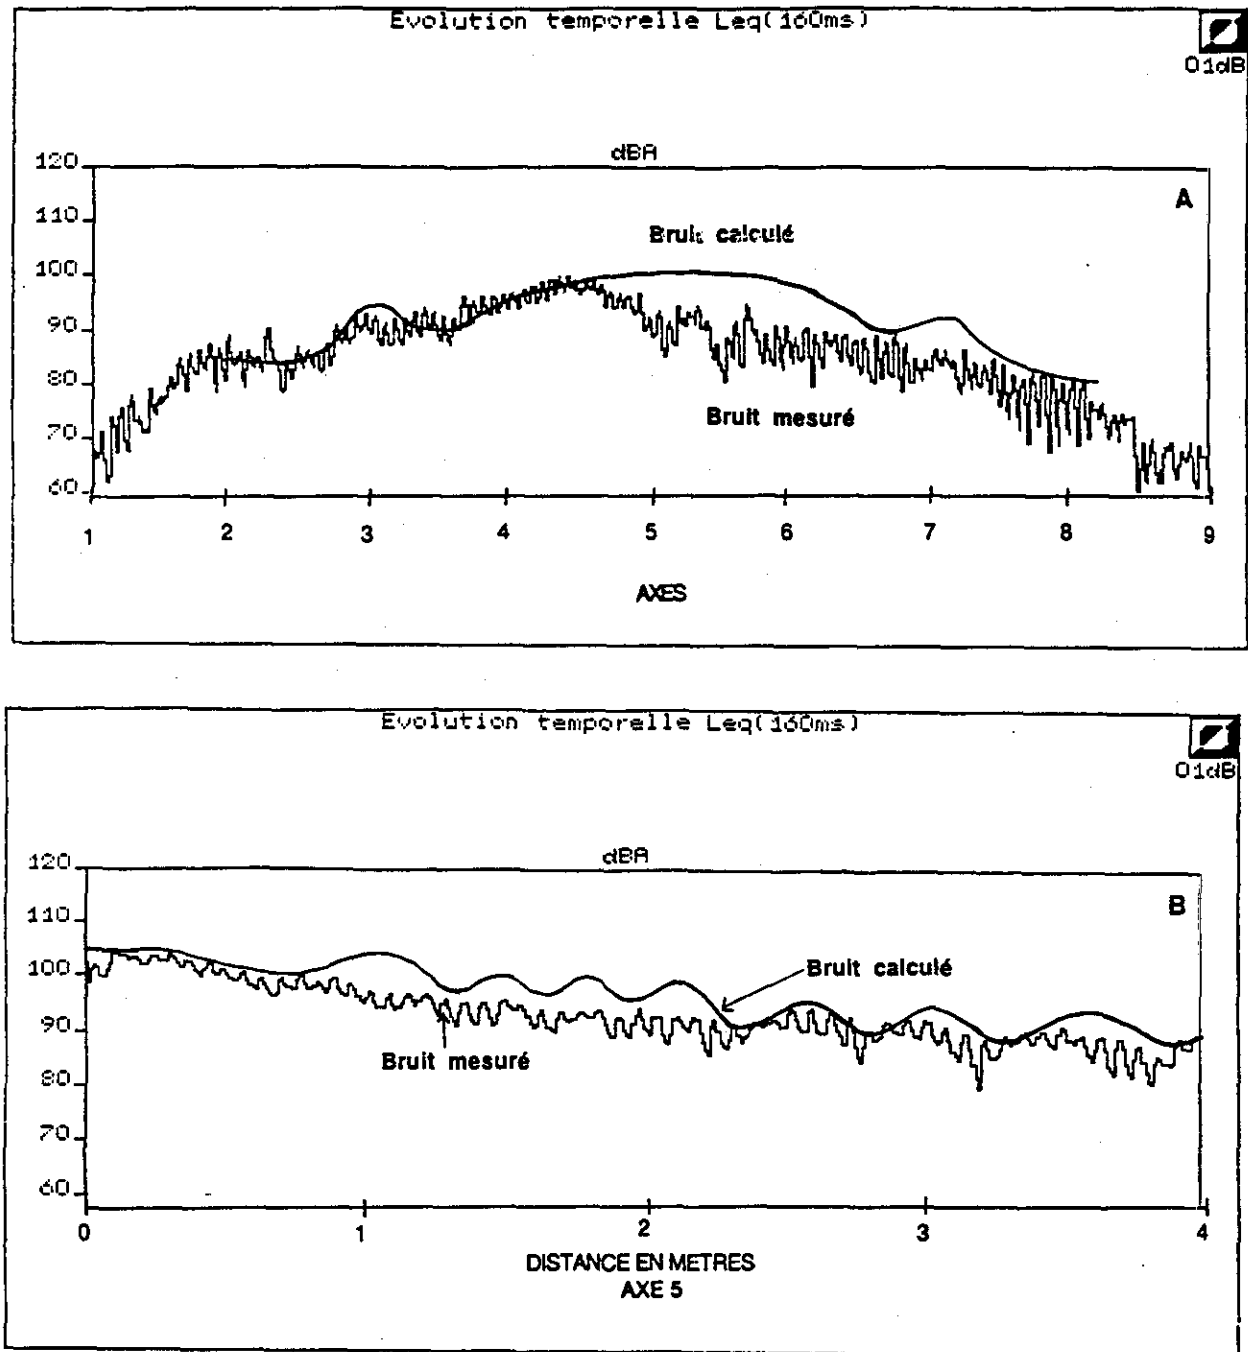 Evolution temporelle Leq(160ms)
01dB
dBA
A
120
110
100
90
80
70
60
Bruit calculé
Bruit mesuré
1 2 3 4 5 6 7 8 9
AXES
Evolution temporelle Leq(160ms)
01dB
dBA
B
120
110
100
90
80
70
60
Bruit calculé
Bruit mesuré
0 1 2 3 4
DISTANCE EN METRES
AXE 5